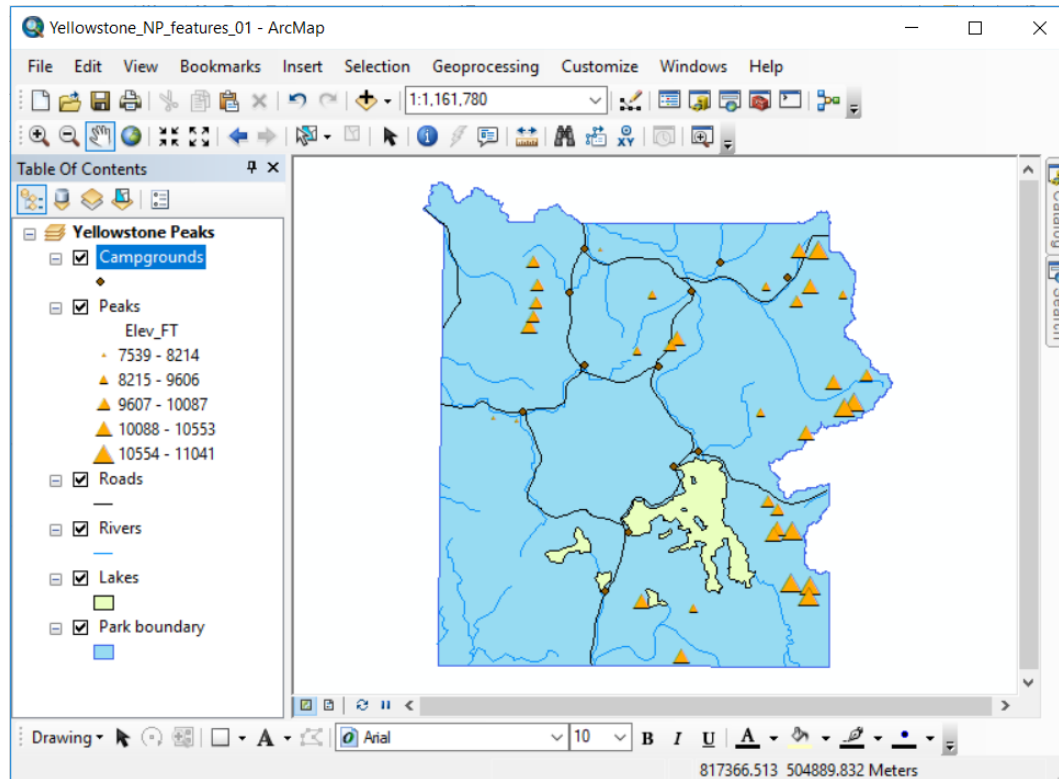 Yellowstone_NP_features_01 - ArcMap
File Edit View Bookmarks Insert Selection Geoprocessing Customize Windows Help
1:1,161,780
XY
Table Of Contents
Yellowstone Peaks
Campgrounds
Peaks
Elev_FT
7539 - 8214
8215 - 9606
9607 - 10087
10088 - 10553
10554 - 11041
Roads
Rivers
Lakes
Park boundary
Catalog
Search
Drawing A Arial 10 B I U A
817366.513 504889.832 Meters